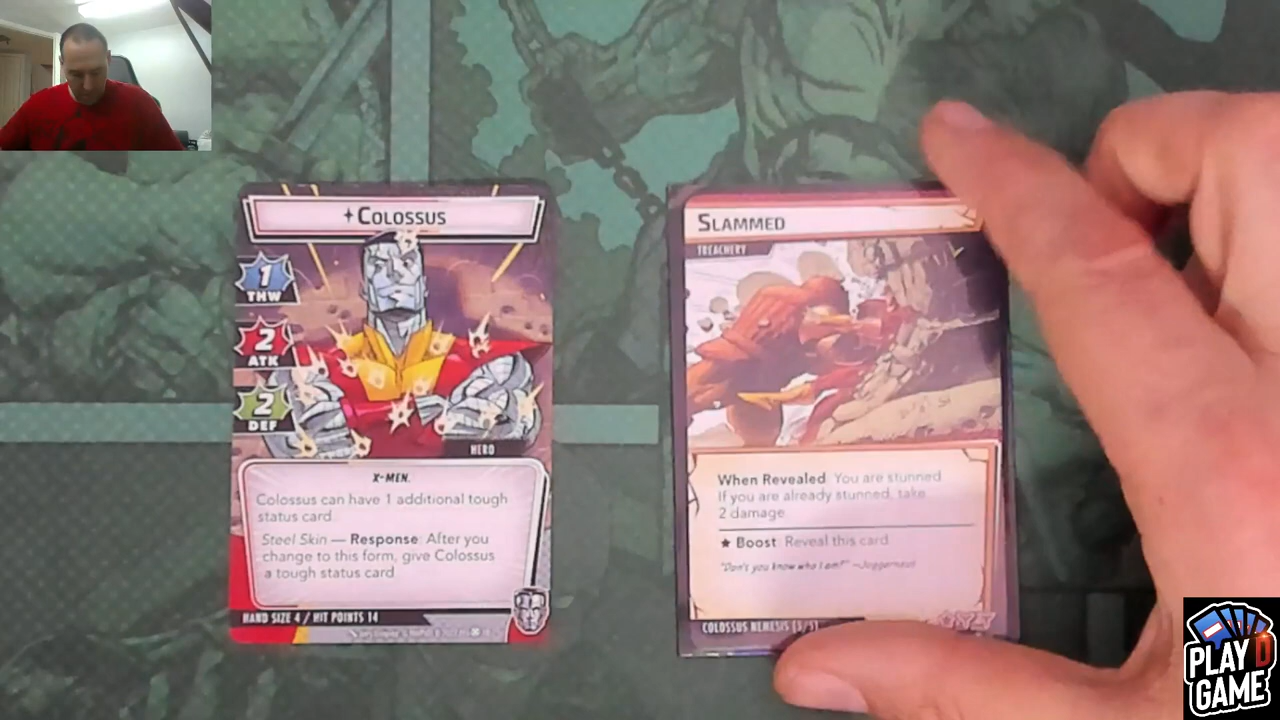 COLOSSUS
1
THW
2
ATK
2
DEF
HERO
X-MEN.
Colossus can have 1 additional tough
status card
Steel Skin — Response: After you
change to this form, give Colossus
a tough status card
HAND SIZE 4 / HIT POINTS 14
SLAMMED
TREACHERY
When Revealed: You are stunned
If you are already stunned, take
2 damage
★ Boost: Reveal this card
"Don't you know who I am?" —Juggernaut
COLOSSUS NEMESIS
PLAY D
GAME